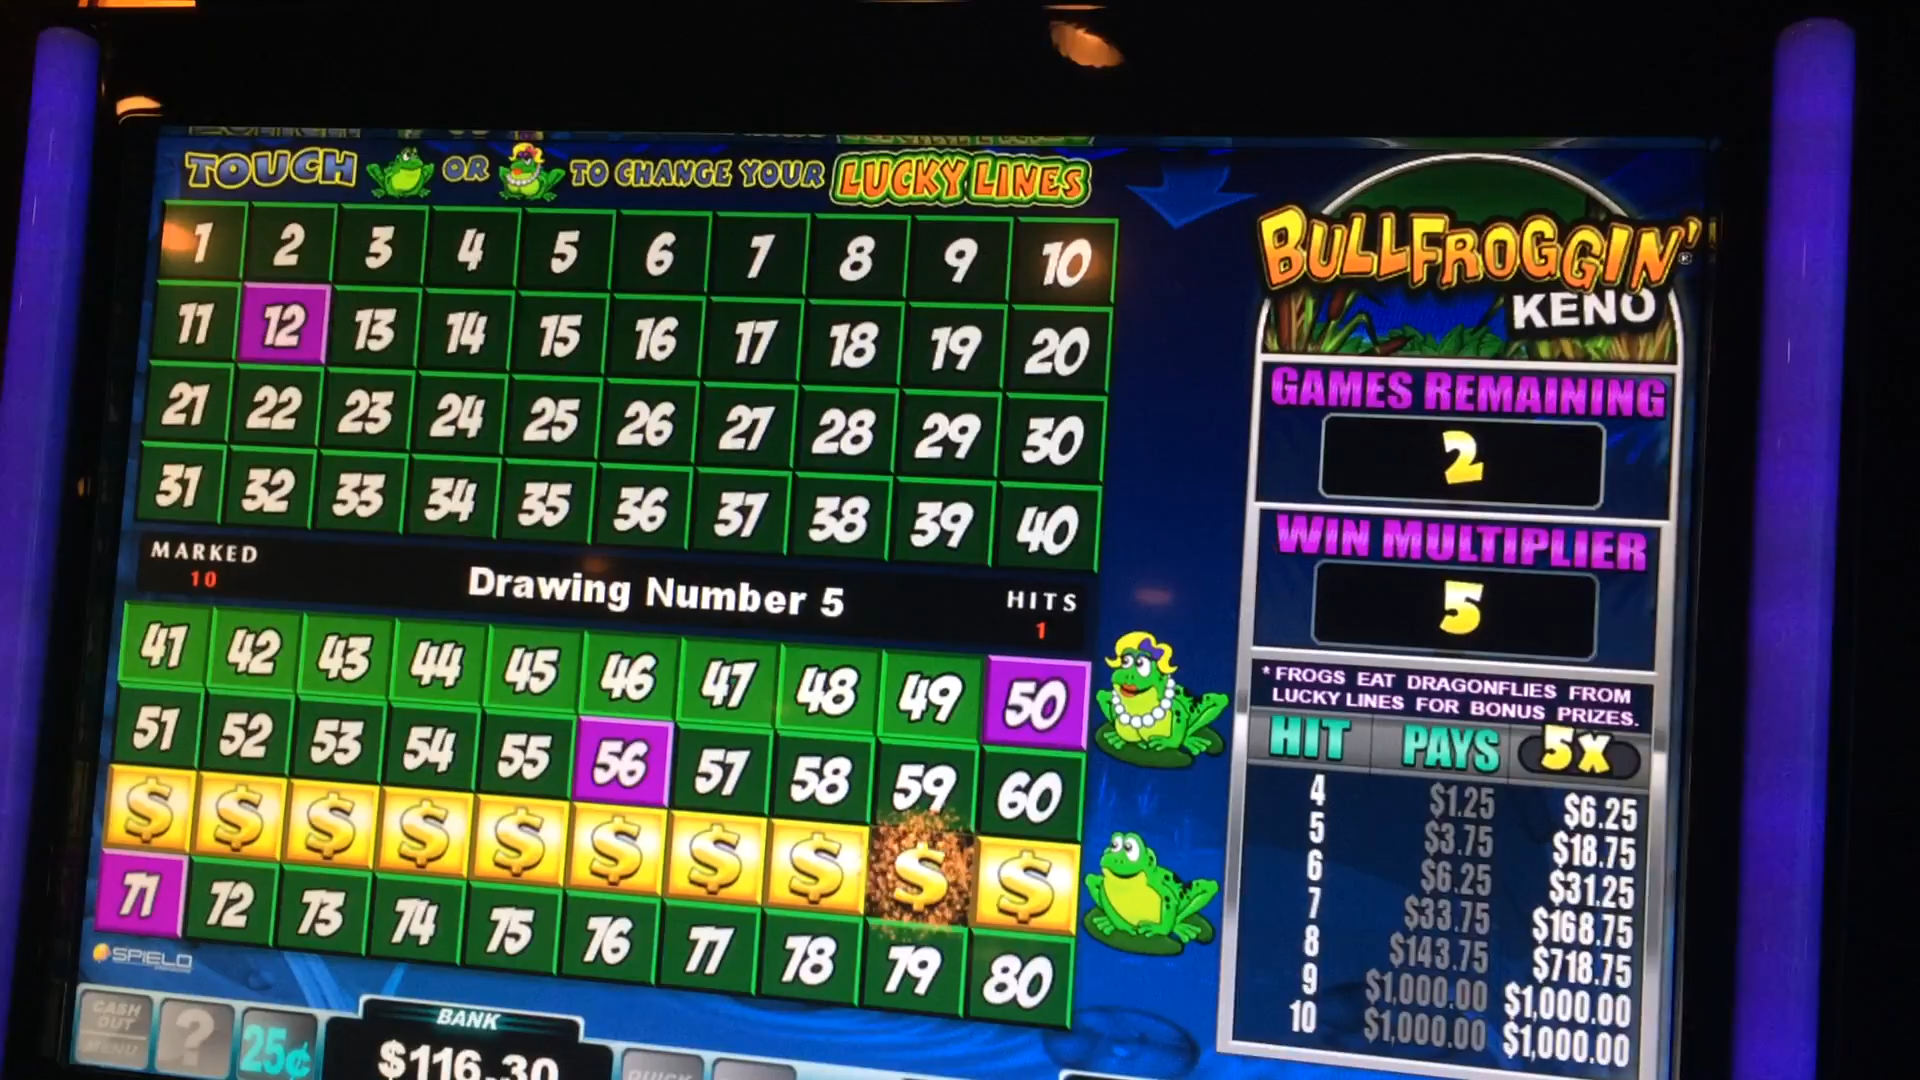 TOUCH OR TO CHANGE YOUR LUCKY LINES
1 2 3 4 5 6 7 8 9 10
11 12 13 14 15 16 17 18 19 20
21 22 23 24 25 26 27 28 29 30
31 32 33 34 35 36 37 38 39 40
MARKED
10
Drawing Number 5
HITS
1
41 42 43 44 45 46 47 48 49 50
51 52 53 54 55 56 57 58 59 60
$ $ $ $ $ $ $ $ $ $
71 72 73 74 75 76 77 78 79 80
SPIELO
CASH
OUT
MENU
?
25¢
BANK
$116.30
QUICK
BULLFROGGIN'®
KENO
GAMES REMAINING
2
WIN MULTIPLIER
5
* FROGS EAT DRAGONFLIES FROM
LUCKY LINES FOR BONUS PRIZES.
HIT PAYS 5X
4 $1.25 $6.25
5 $3.75 $18.75
6 $6.25 $31.25
7 $33.75 $168.75
8 $143.75 $718.75
9 $1,000.00 $1,000.00
10 $1,000.00 $1,000.00